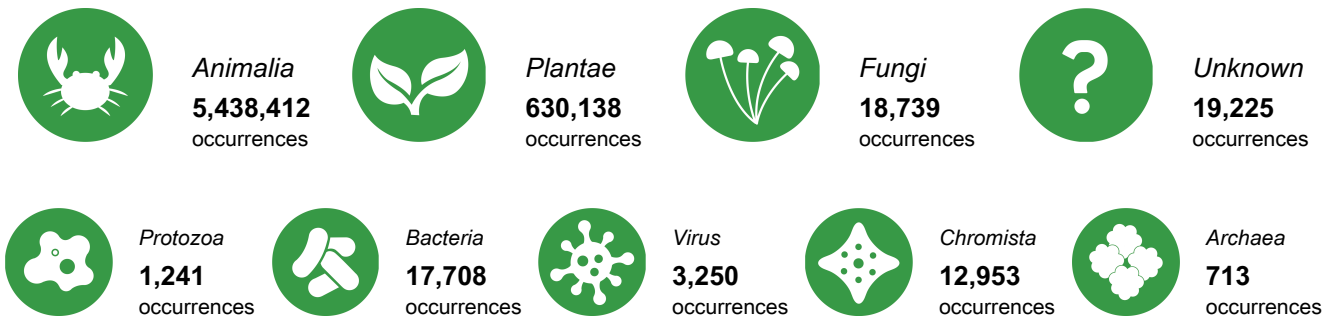 Animalia
5,438,412
occurrences
Plantae
630,138
occurrences
Fungi
18,739
occurrences
?
Unknown
19,225
occurrences
Protozoa
1,241
occurrences
Bacteria
17,708
occurrences
Virus
3,250
occurrences
Chromista
12,953
occurrences
Archaea
713
occurrences